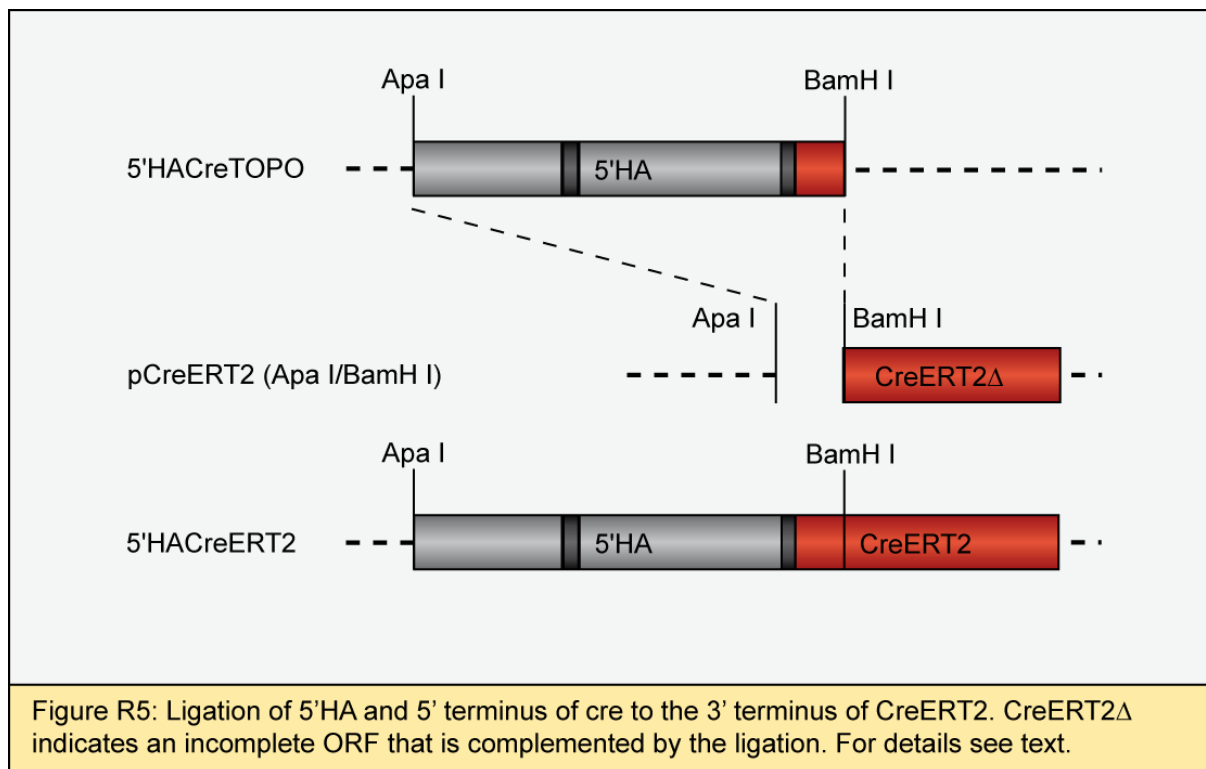 Apa I
BamH I
5'HACreTOPO
5'HA
Apa I
BamH I
pCreERT2 (Apa I/BamH I)
CreERT2Δ
Apa I
BamH I
5'HACreERT2
5'HA
CreERT2
Figure R5: Ligation of 5’HA and 5’ terminus of cre to the 3’ terminus of CreERT2. CreERT2Δ
indicates an incomplete ORF that is complemented by the ligation. For details see text.